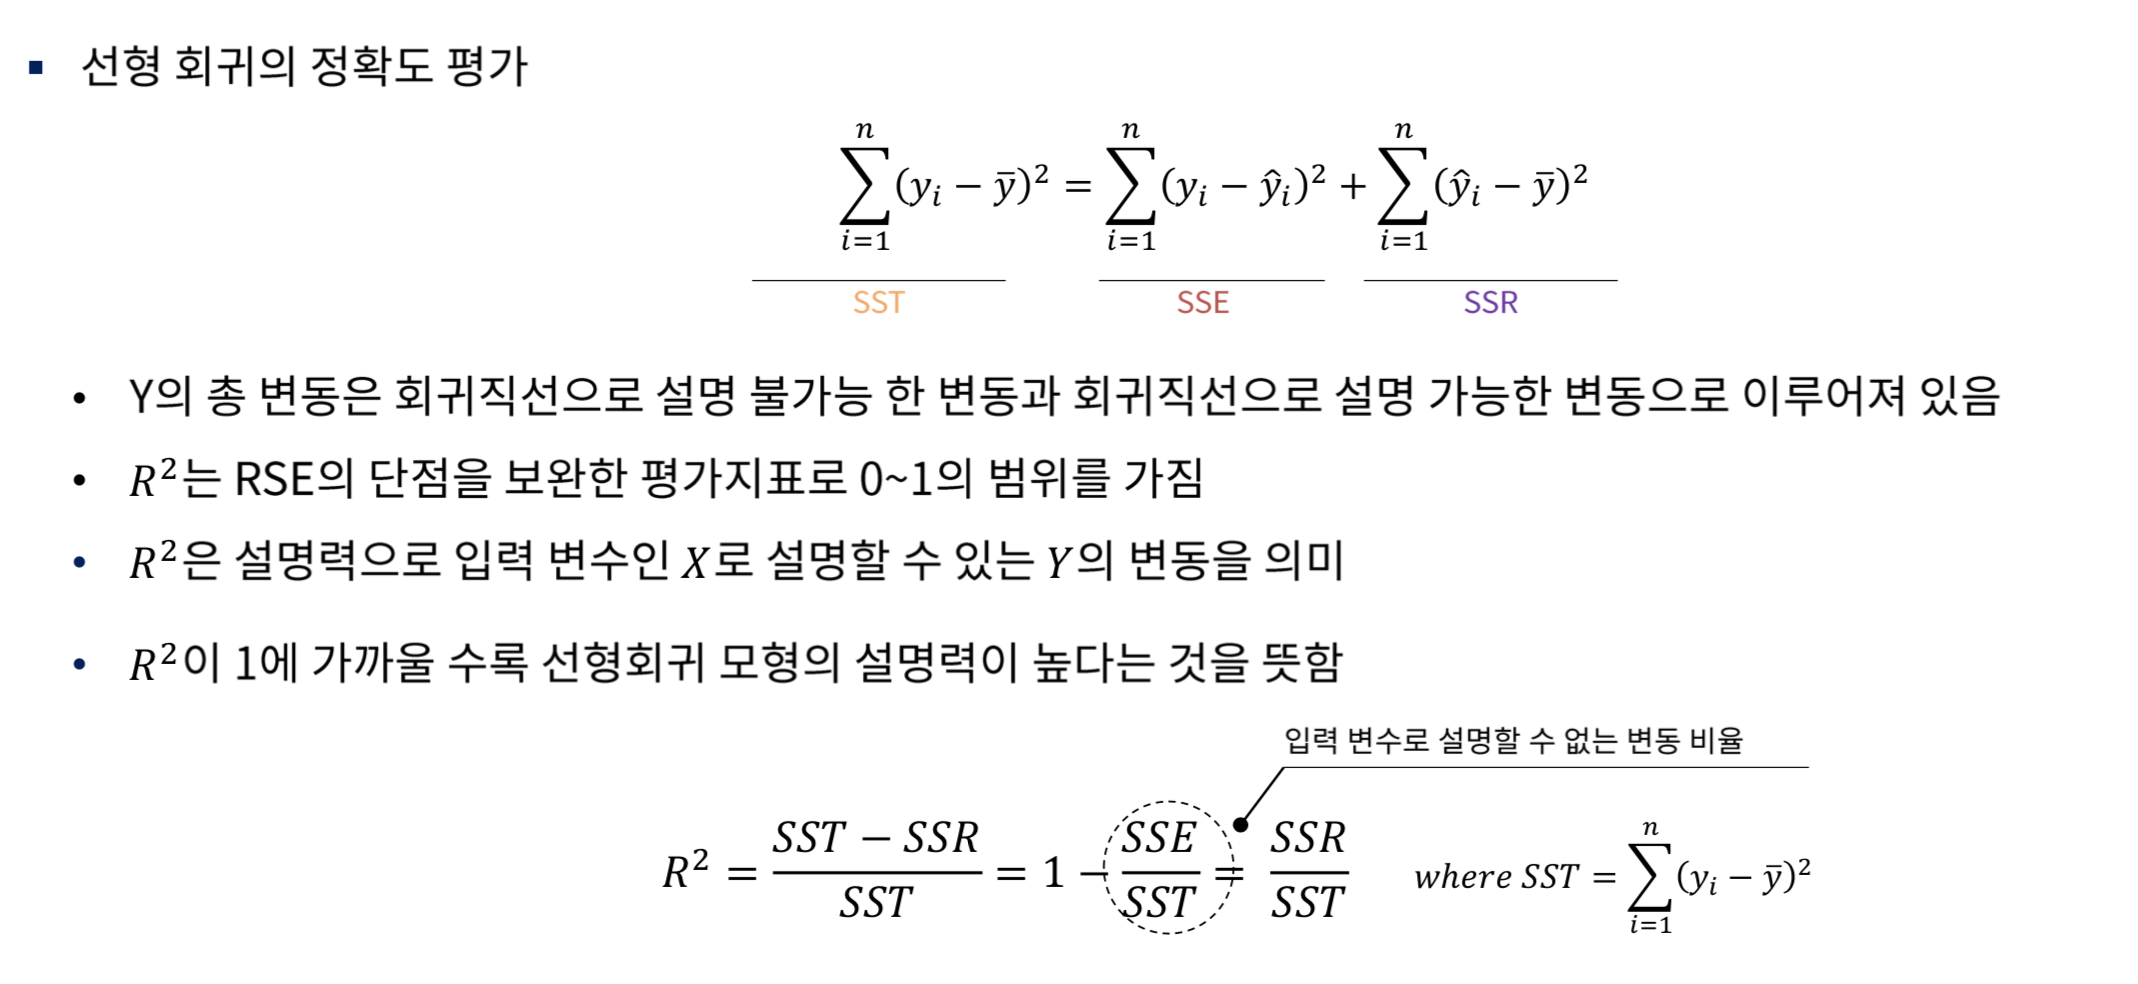 ▪ 선형 회귀의 정확도 평가
$\sum_{i=1}^{n}(y_i - \bar{y})^2 = \sum_{i=1}^{n}(y_i - \hat{y}_i)^2 + \sum_{i=1}^{n}(\hat{y}_i - \bar{y})^2$
SST SSE SSR
• Y의 총 변동은 회귀직선으로 설명 불가능 한 변동과 회귀직선으로 설명 가능한 변동으로 이루어져 있음
• $R^2$는 RSE의 단점을 보완한 평가지표로 0~1의 범위를 가짐
• $R^2$은 설명력으로 입력 변수인 $X$로 설명할 수 있는 $Y$의 변동을 의미
• $R^2$이 1에 가까울 수록 선형회귀 모형의 설명력이 높다는 것을 뜻함
입력 변수로 설명할 수 없는 변동 비율
$R^2 = \frac{SST - SSR}{SST} = 1 - \frac{SSE}{SST} = \frac{SSR}{SST}$ $where\ SST = \sum_{i=1}^{n}(y_i - \bar{y})^2$